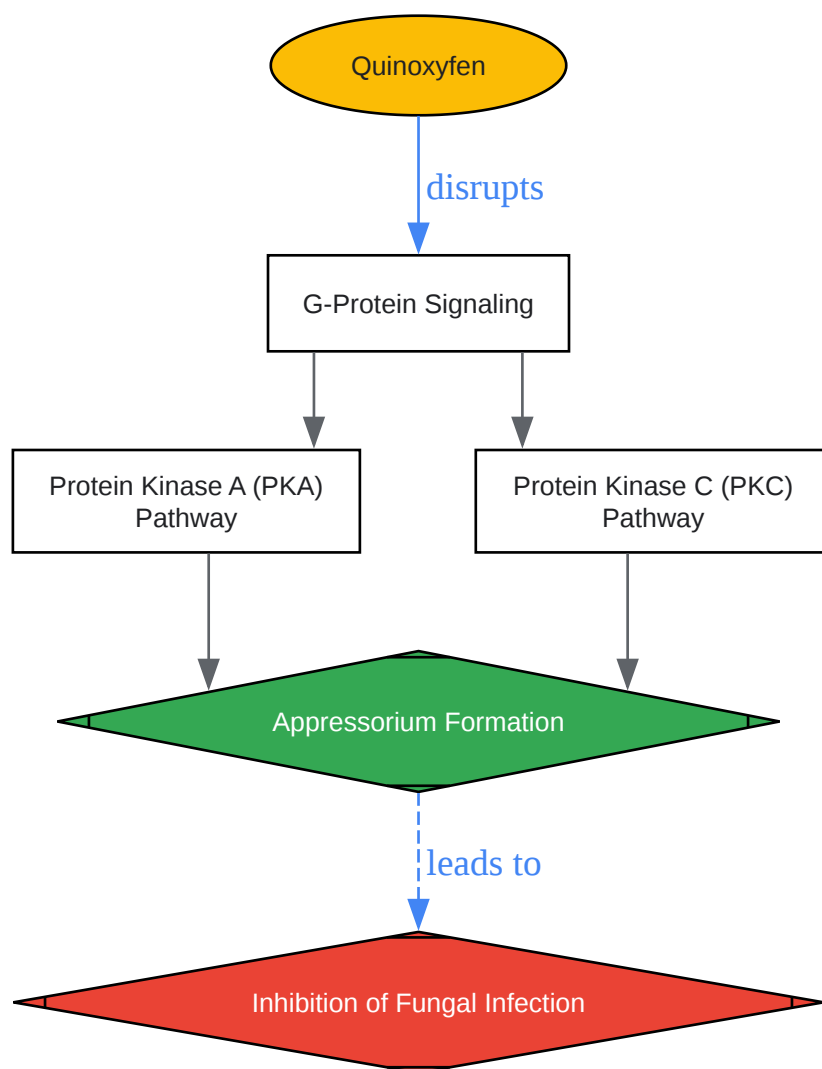 Quinoxyfen
disrupts
G-Protein Signaling
Protein Kinase A (PKA)
Pathway
Protein Kinase C (PKC)
Pathway
Appressorium Formation
leads to
Inhibition of Fungal Infection